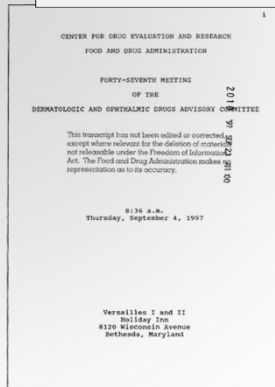 1
CENTER FOR DRUG EVALUATION AND RESEARCH
FOOD AND DRUG ADMINISTRATION
FORTY-SEVENTH MEETING
OF THE
DERMATOLOGIC AND OPHTHALMIC DRUGS ADVISORY COMMITTEE
This transcript has not been edited or corrected,
except where relevant for the deletion of material
not releasable under the Freedom of Information
Act. The Food and Drug Administration makes no
representation as to its accuracy.
8:36 a.m.
Thursday, September 4, 1997
Versailles I and II
Holiday Inn
8120 Wisconsin Avenue
Bethesda, Maryland